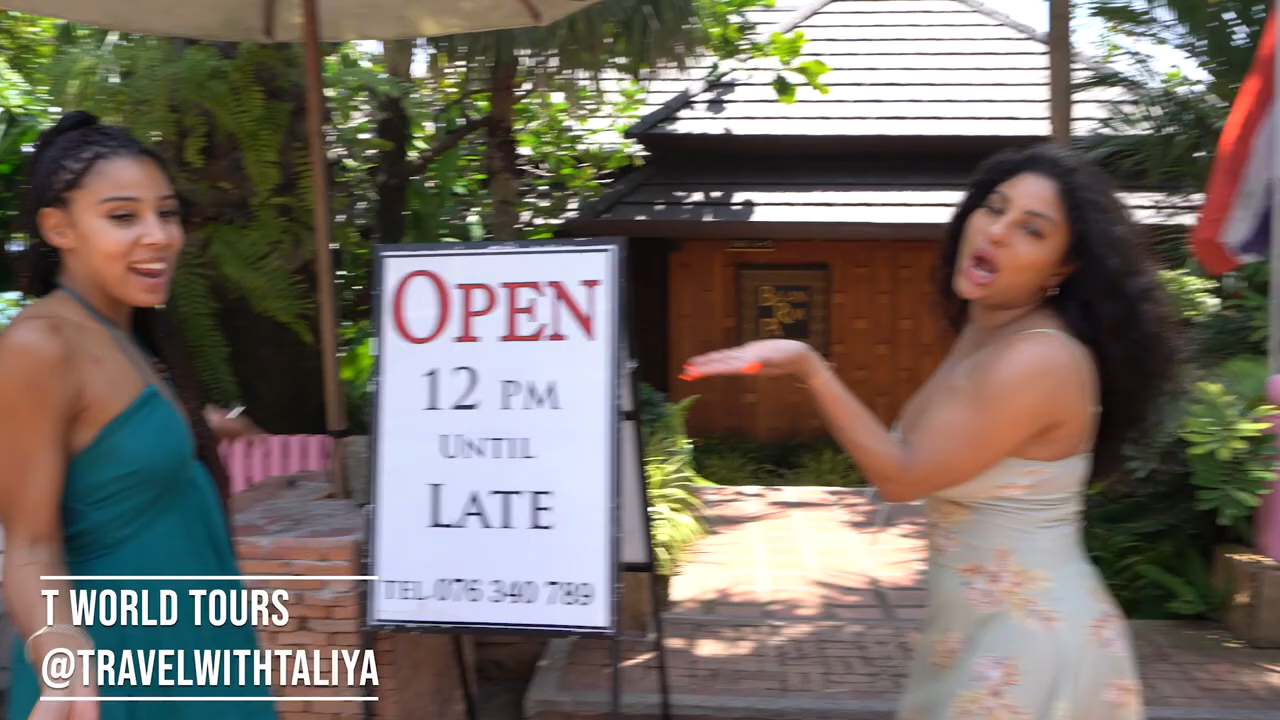 OPEN
12 PM
UNTIL
LATE
TEL.076 340 789
T WORLD TOURS
@TRAVELWITHTALIYA